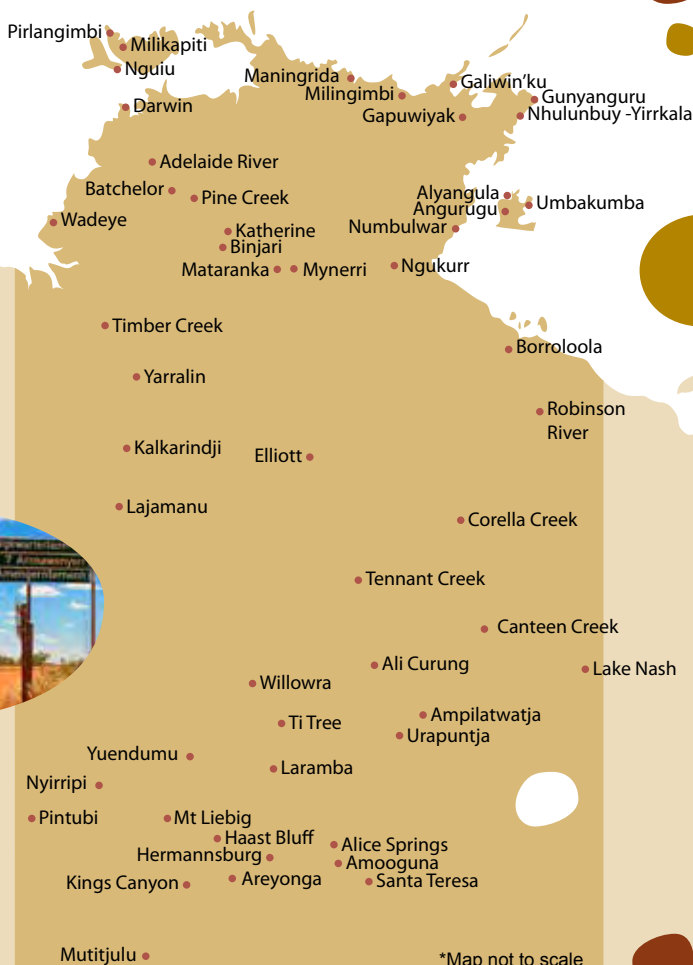 Pirlangimbi
Milikapiti
Nguiu
Maningrida
Galiwin’ku
Milingimbi
Gunyanguru
Darwin
Gapuwiyak
Nhulunbuy -Yirrkala
Adelaide River
Batchelor
Pine Creek
Alyangula
Umbakumba
Angurugu
Wadeye
Katherine
Numbulwar
Binjari
Mataranka
Mynerri
Ngukurr
Timber Creek
Borroloola
Yarralin
Robinson
River
Kalkarindji
Elliott
Lajamanu
Corella Creek
Tennant Creek
Canteen Creek
Ali Curung
Lake Nash
Willowra
Ampilatwatja
Ti Tree
Urapuntja
Yuendumu
Laramba
Nyirripi
Pintubi
Mt Liebig
Haast Bluff
Alice Springs
Hermannsburg
Amooguna
Kings Canyon
Areyonga
Santa Teresa
Mutitjulu
*Map not to scale